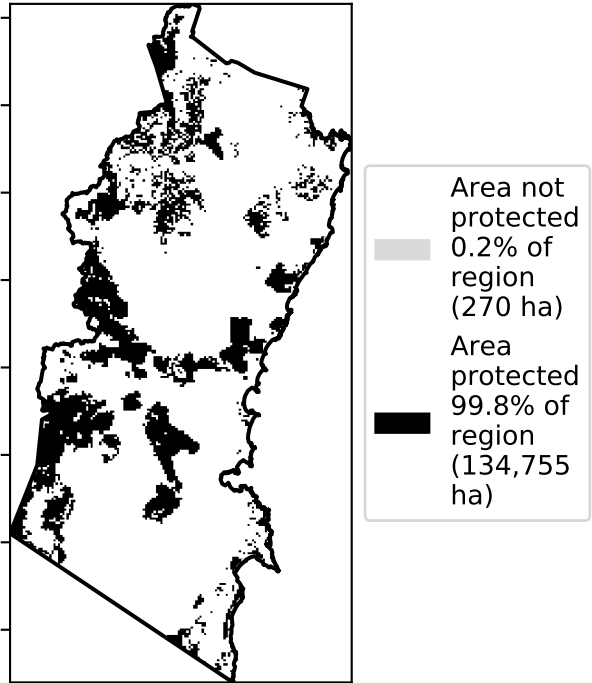 Area not
protected
0.2% of
region
(270 ha)
Area
protected
99.8% of
region
(134,755
ha)